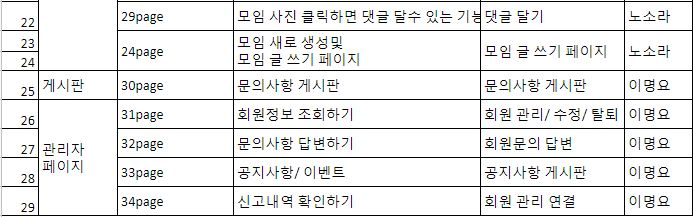 22 29page 모임 사진 클릭하면 댓글 달수 있는 기능 댓글 달기 노소라
23 24page 모임 새로 생성및 모임 글 쓰기 페이지 노소라
24 모임 글 쓰기 페이지
25 게시판 30page 문의사항 게시판 문의사항 게시판 이명요
26 31page 회원정보 조회하기 회원 관리/ 수정/ 탈퇴 이명요
27 관리자 32page 문의사항 답변하기 회원문의 답변 이명요
페이지
28 33page 공지사항/ 이벤트 공지사항 게시판 이명요
29 34page 신고내역 확인하기 회원 관리 연결 이명요